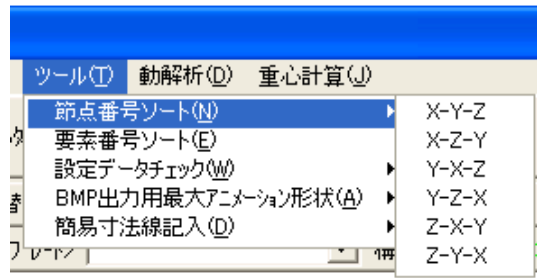 ツール(T) 動解析(D) 重心計算(J)
節点番号ソート(N)
要素番号ソート(E)
設定データチェック(W)
BMP出力用最大アニメーション形状(A)
簡易寸法線記入(D)
X-Y-Z
X-Z-Y
Y-X-Z
Y-Z-X
Z-X-Y
Z-Y-X